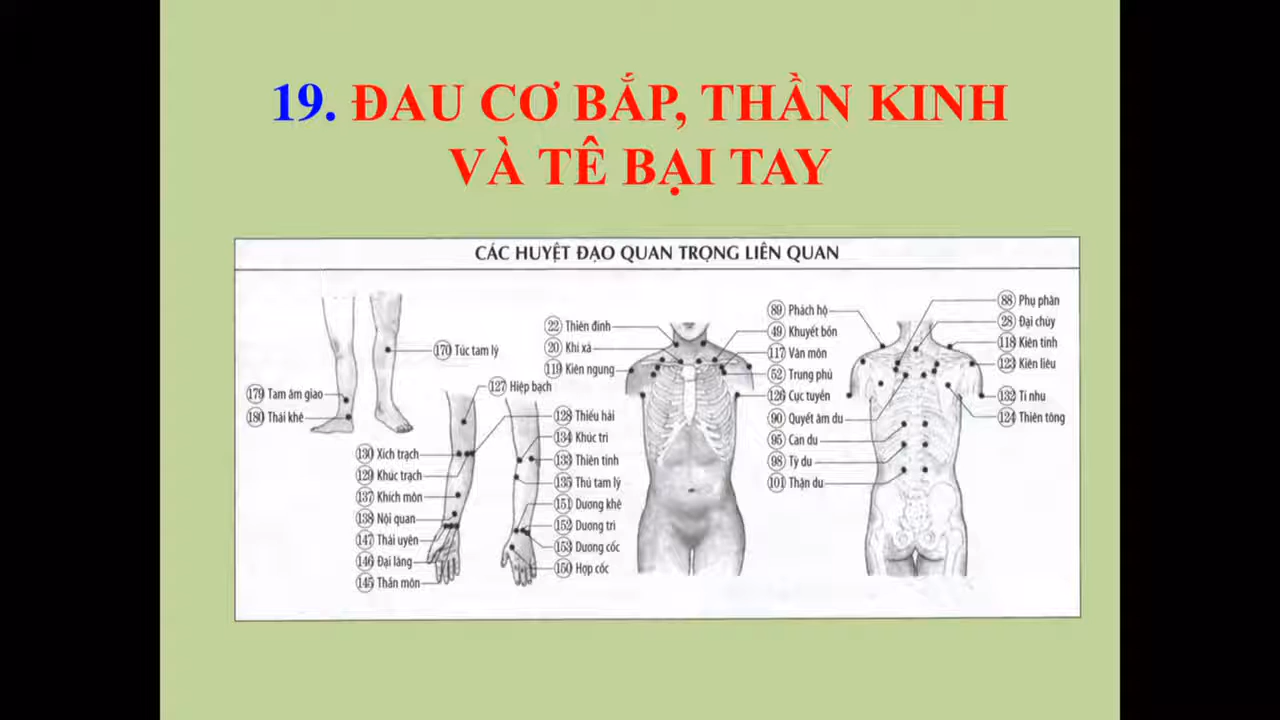 19. ĐAU CƠ BẮP, THẦN KINH
VÀ TÊ BẠI TAY
CÁC HUYỆT ĐẠO QUAN TRỌNG LIÊN QUAN
170 Túc tam lý
179 Tam âm giao
180 Thái khê
127 Hiệp bạch
128 Thiếu hải
134 Khúc trì
130 Xích trạch
133 Thiên tỉnh
129 Khúc trạch
135 Thủ tam lý
137 Khích môn
151 Dương khê
138 Nội quan
152 Dương trì
147 Thái uyên
153 Dương cốc
146 Đại lăng
150 Hợp cốc
145 Thần môn
22 Thiên đỉnh
20 Khí xá
119 Kiên ngung
89 Phách hộ
49 Khuyết bồn
117 Vân môn
52 Trung phủ
126 Cực tuyền
90 Quyết âm du
95 Can du
98 Tỳ du
101 Thận du
88 Phụ phân
28 Đại chùy
118 Kiên tỉnh
123 Kiên liêu
132 Tí nhu
124 Thiên tông